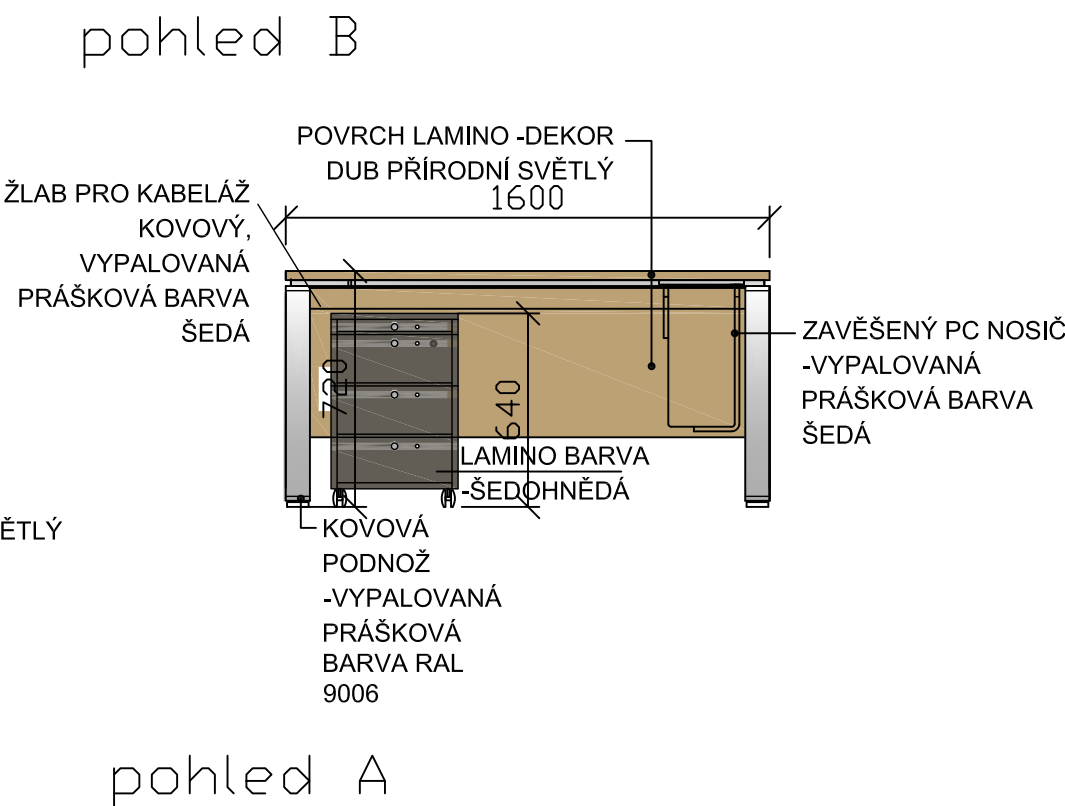 pohled B
POVRCH LAMINO -DEKOR
DUB PŘÍRODNÍ SVĚTLÝ
1600
ŽLAB PRO KABELÁŽ
KOVOVÝ,
VYPALOVANÁ
PRÁŠKOVÁ BARVA
ŠEDÁ
720
640
ZAVĚŠENÝ PC NOSIČ
-VYPALOVANÁ
PRÁŠKOVÁ BARVA
ŠEDÁ
LAMINO BARVA
-ŠEDOHNĚDÁ
ĚTLÝ
KOVOVÁ
PODNOŽ
-VYPALOVANÁ
PRÁŠKOVÁ
BARVA RAL
9006
pohled A